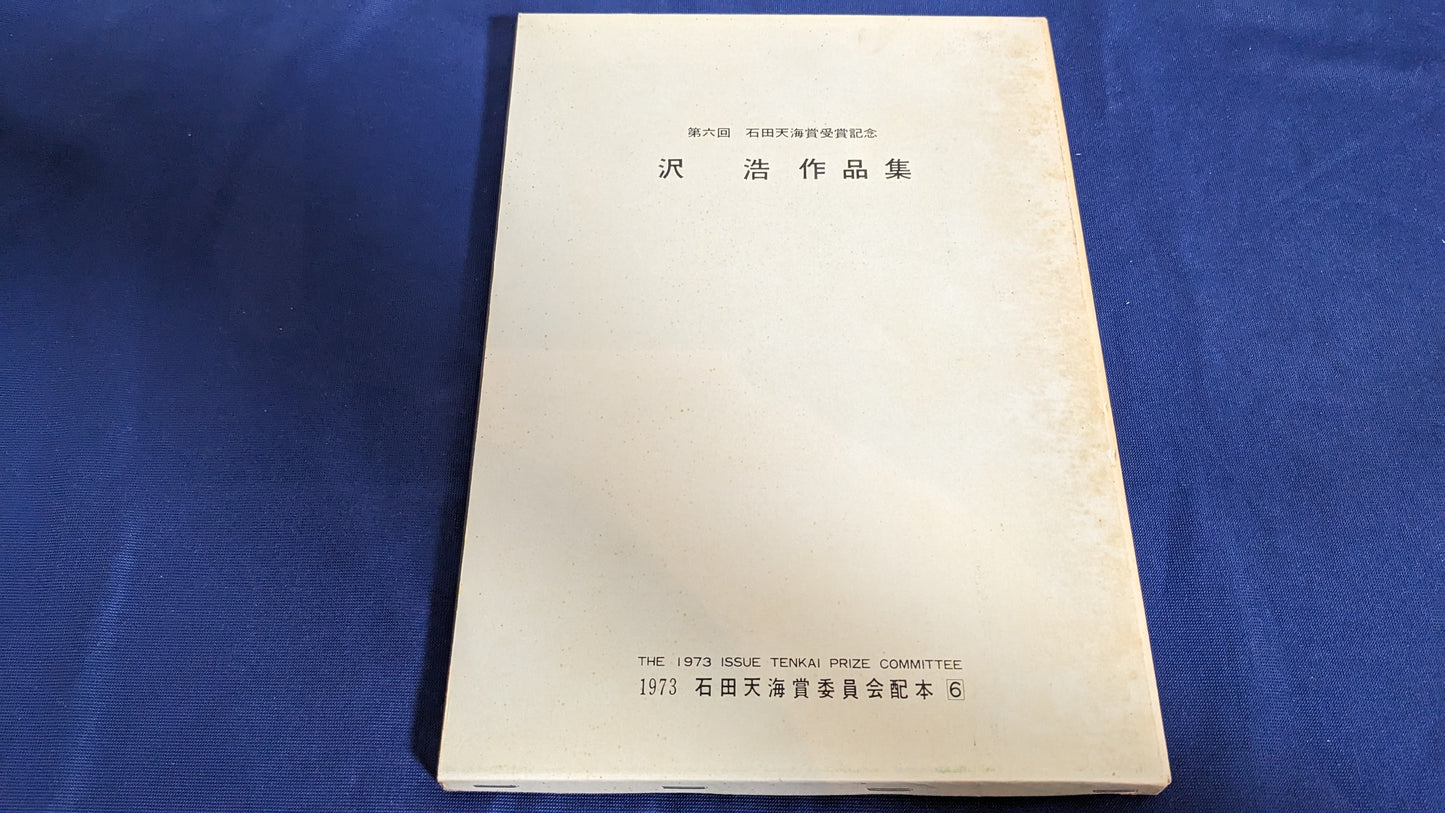 第六回 石田天海賞受賞記念
沢 浩 作品集
THE 1973 ISSUE TENKAI PRIZE COMMITTEE
1973 石田天海賞委員会配本 6